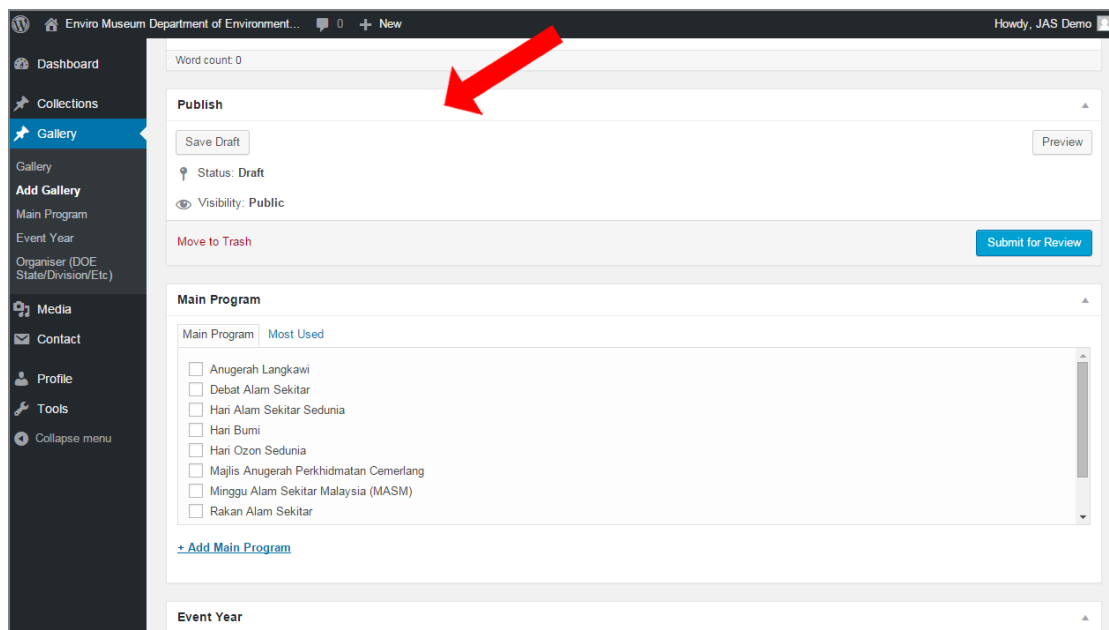 Enviro Museum Department of Environment... 0 + New Howdy, JAS Demo
Dashboard
Collections
Gallery
Gallery
Add Gallery
Main Program
Event Year
Organiser (DOE
State/Division/Etc)
Media
Contact
Profile
Tools
Collapse menu
Word count: 0
Publish
Save Draft Preview
Status: Draft
Visibility: Public
Move to Trash Submit for Review
Main Program
Main Program Most Used
Anugerah Langkawi
Debat Alam Sekitar
Hari Alam Sekitar Sedunia
Hari Bumi
Hari Ozon Sedunia
Majlis Anugerah Perkhidmatan Cemerlang
Minggu Alam Sekitar Malaysia (MASM)
Rakan Alam Sekitar
+ Add Main Program
Event Year